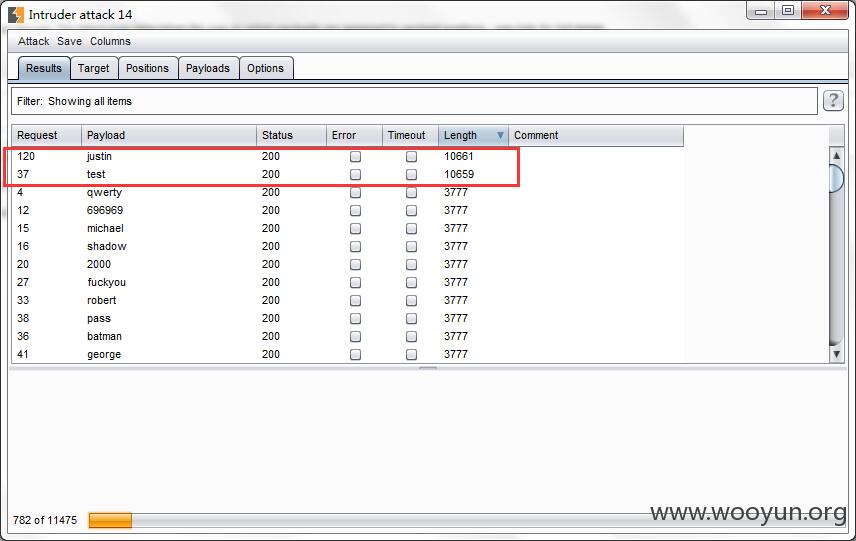 Intruder attack 14
Attack Save Columns
Results Target Positions Payloads Options
Filter: Showing all items ?
Request Payload Status Error Timeout Length Comment
120 justin 200 10661
37 test 200 10659
4 qwerty 200 3777
12 696969 200 3777
15 michael 200 3777
16 shadow 200 3777
20 2000 200 3777
27 fuckyou 200 3777
33 robert 200 3777
38 pass 200 3777
36 batman 200 3777
41 george 200 3777
782 of 11475
www.wooyun.org